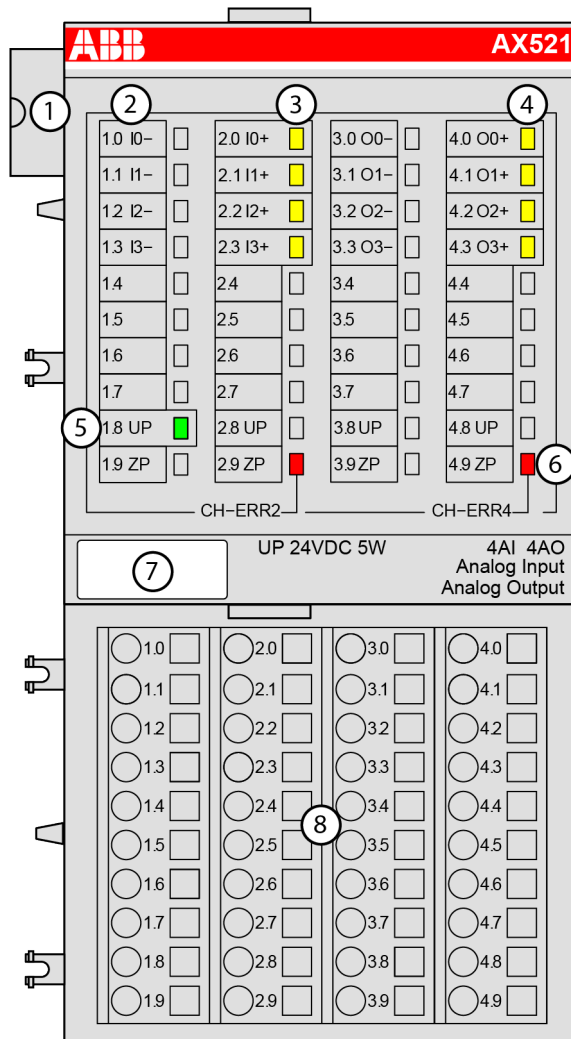 ABB AX521
1 2 3 4
1.0 I0− 2.0 I0+ 3.0 O0− 4.0 O0+
1.1 I1− 2.1 I1+ 3.1 O1− 4.1 O1+
1.2 I2− 2.2 I2+ 3.2 O2− 4.2 O2+
1.3 I3− 2.3 I3+ 3.3 O3− 4.3 O3+
1.4 2.4 3.4 4.4
1.5 2.5 3.5 4.5
1.6 2.6 3.6 4.6
1.7 2.7 3.7 4.7
5 1.8 UP 2.8 UP 3.8 UP 4.8 UP
1.9 ZP 2.9 ZP 3.9 ZP 4.9 ZP 6
CH−ERR2 CH−ERR4
7 UP 24VDC 5W 4AI 4AO
Analog Input
Analog Output
1.0 2.0 3.0 4.0
1.1 2.1 3.1 4.1
1.2 2.2 3.2 4.2
1.3 2.3 3.3 4.3
1.4 2.4 3.4 4.4
8
1.5 2.5 3.5 4.5
1.6 2.6 3.6 4.6
1.7 2.7 3.7 4.7
1.8 2.8 3.8 4.8
1.9 2.9 3.9 4.9